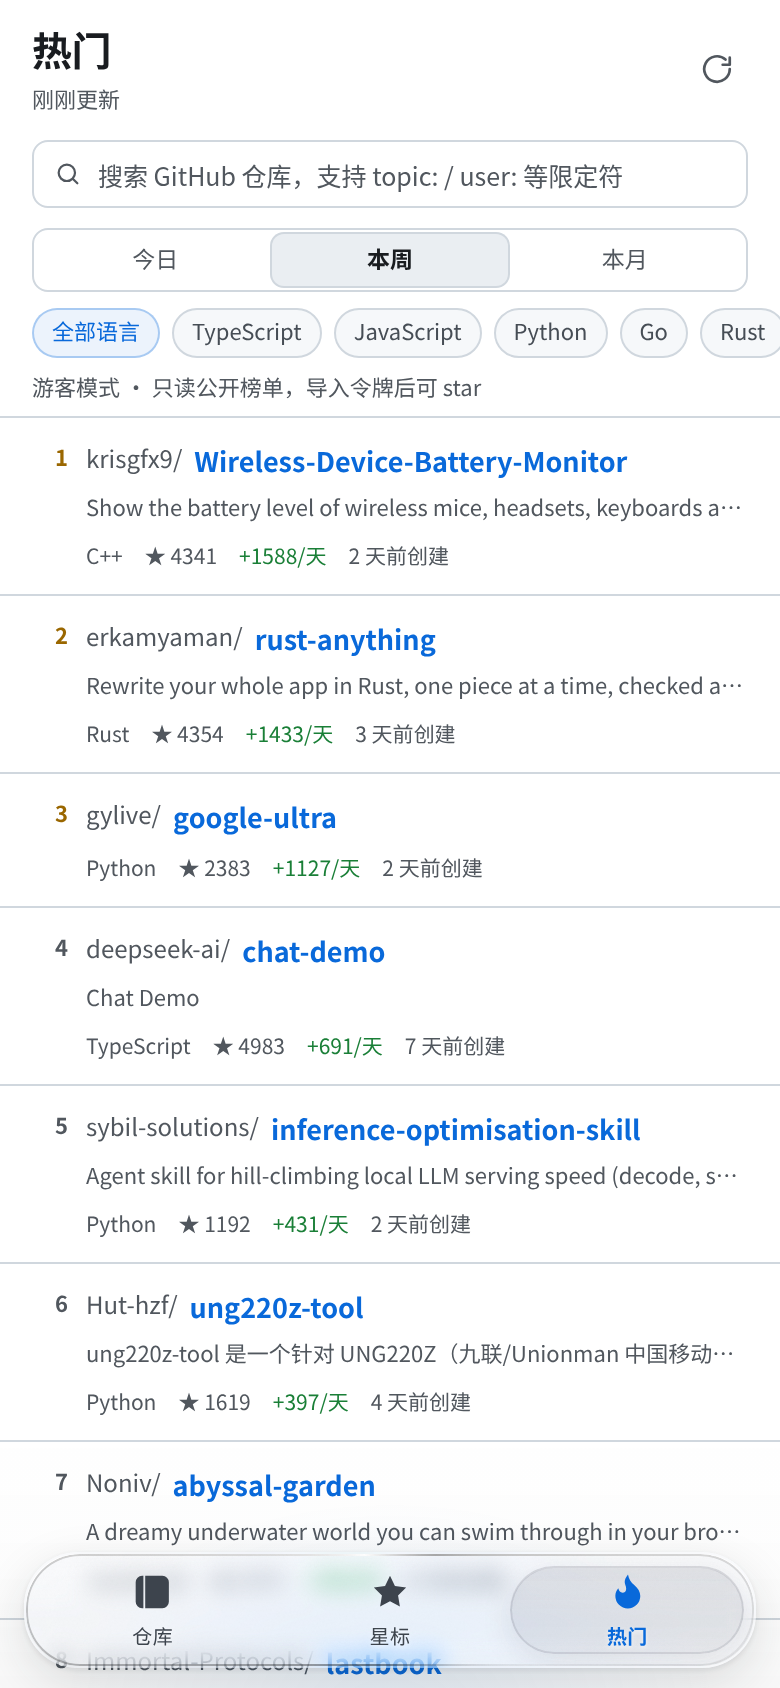 热门
刚刚更新
搜索 GitHub 仓库，支持 topic: / user: 等限定符
今日 本周 本月
全部语言 TypeScript JavaScript Python Go Rust
游客模式 · 只读公开榜单，导入令牌后可 star
1 krisgfx9/ Wireless-Device-Battery-Monitor
Show the battery level of wireless mice, headsets, keyboards a…
C++ ★ 4341 +1588/天 2 天前创建
2 erkamyaman/ rust-anything
Rewrite your whole app in Rust, one piece at a time, checked a…
Rust ★ 4354 +1433/天 3 天前创建
3 gylive/ google-ultra
Python ★ 2383 +1127/天 2 天前创建
4 deepseek-ai/ chat-demo
Chat Demo
TypeScript ★ 4983 +691/天 7 天前创建
5 sybil-solutions/ inference-optimisation-skill
Agent skill for hill-climbing local LLM serving speed (decode, s…
Python ★ 1192 +431/天 2 天前创建
6 Hut-hzf/ ung220z-tool
ung220z-tool 是一个针对 UNG220Z（九联/Unionman 中国移动…
Python ★ 1619 +397/天 4 天前创建
7 Noniv/ abyssal-garden
A dreamy underwater world you can swim through in your bro…
仓库 星标 热门
8 Immortal-Protocols/ lastbook